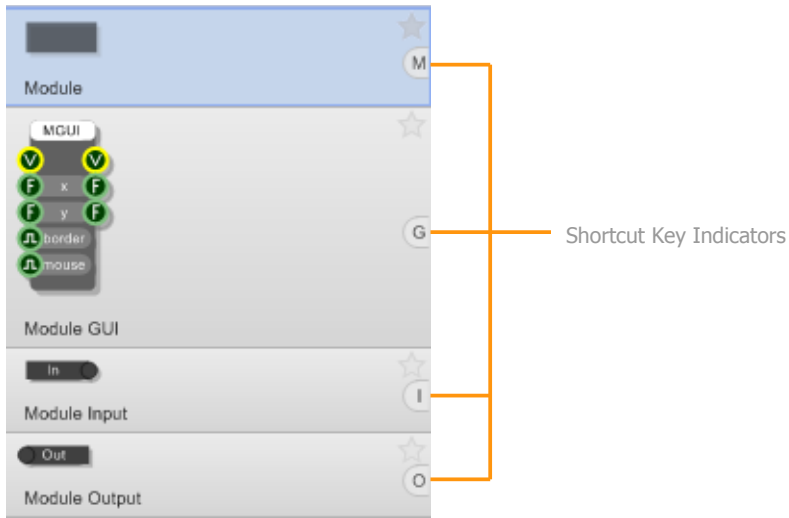 M
Module
MGUI
V V
F x F
F y F
border
G
mouse
Shortcut Key Indicators
Module GUI
In
I
Module Input
Out
O
Module Output